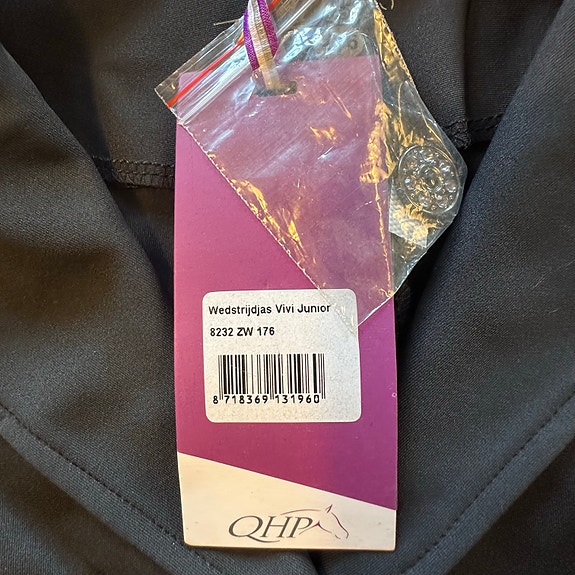 Wedstrijdjas Vivi Junior
8232 ZW 176
8 718369 131960
QHP